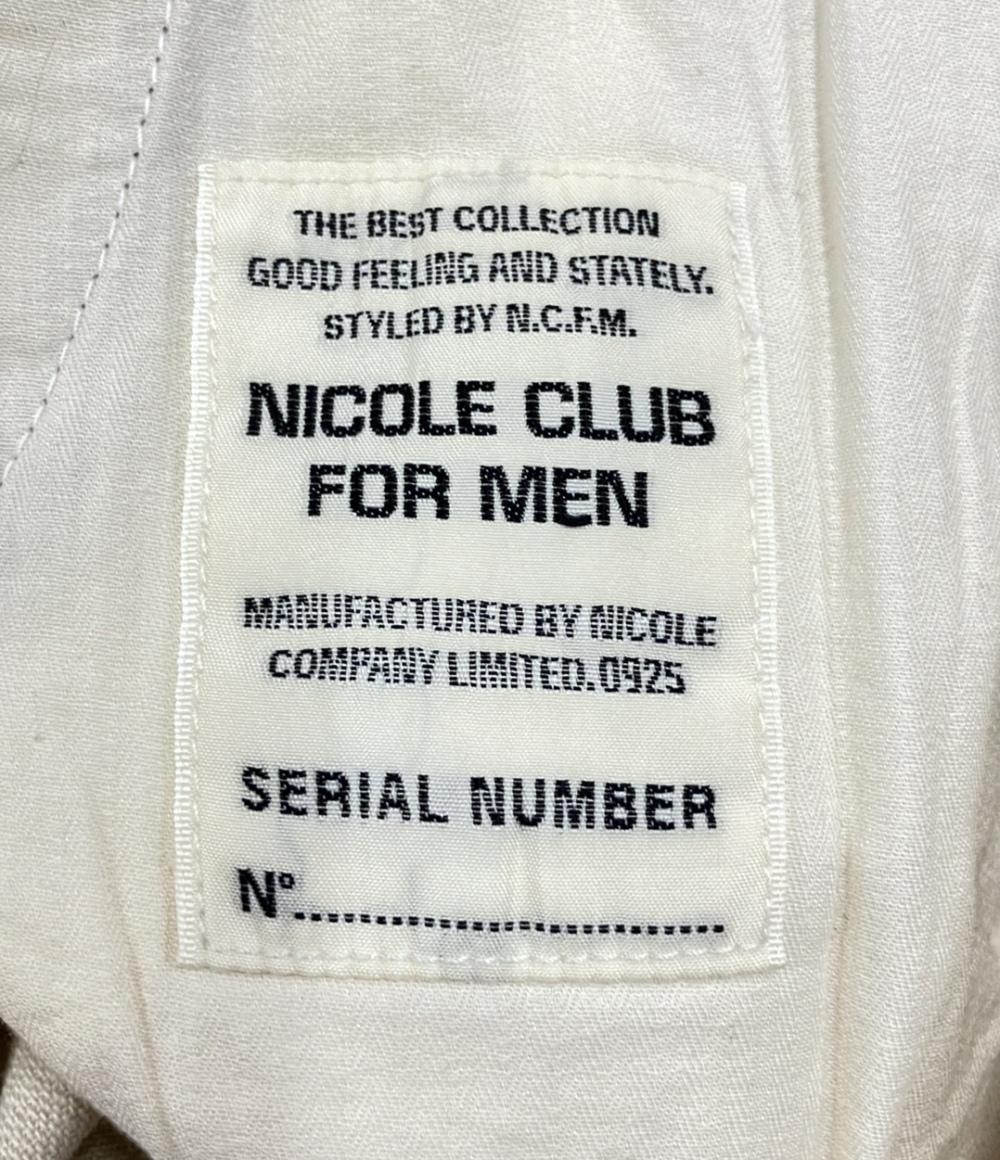 THE BEST COLLECTION
GOOD FEELING AND STATELY.
STYLED BY N.C.F.M.
NICOLE CLUB
FOR MEN
MANUFACTURED BY NICOLE
COMPANY LIMITED.0925
SERIAL NUMBER
N°................................